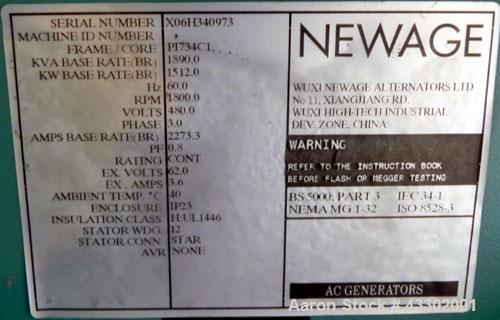 SERIAL NUMBER X06H340973
MACHINE ID NUMBER *
FRAME / CORE PI734C1
KVA BASE RATE(BR) 1890.0
KW BASE RATE(BR) 1512.0
Hz 60.0
RPM 1800.0
VOLTS 480.0
PHASE 3.0
AMPS BASE RATE(BR) 2273.3
PF 0.8
RATING CONT
EX. VOLTS 62.0
EX. AMPS 3.6
AMBIENT TEMP. °C 40
ENCLOSURE IP23
INSULATION CLASS H:UL1446
STATOR WDG. 12
STATOR CONN. STAR
AVR NONE
NEWAGE
WUXI NEWAGE ALTERNATORS LTD
No 11, XIANGJIANG RD.
WUXI HIGH-TECH INDUSTRIAL
DEV. ZONE, CHINA
WARNING
REFER TO THE INSTRUCTION BOOK
BEFORE FLASH OR MEGGER TESTING
BS 5000: PART 3 IEC 34-1
NEMA MG 1-32 ISO 8528-3
AC GENERATORS
Aaron Stock # 43302001